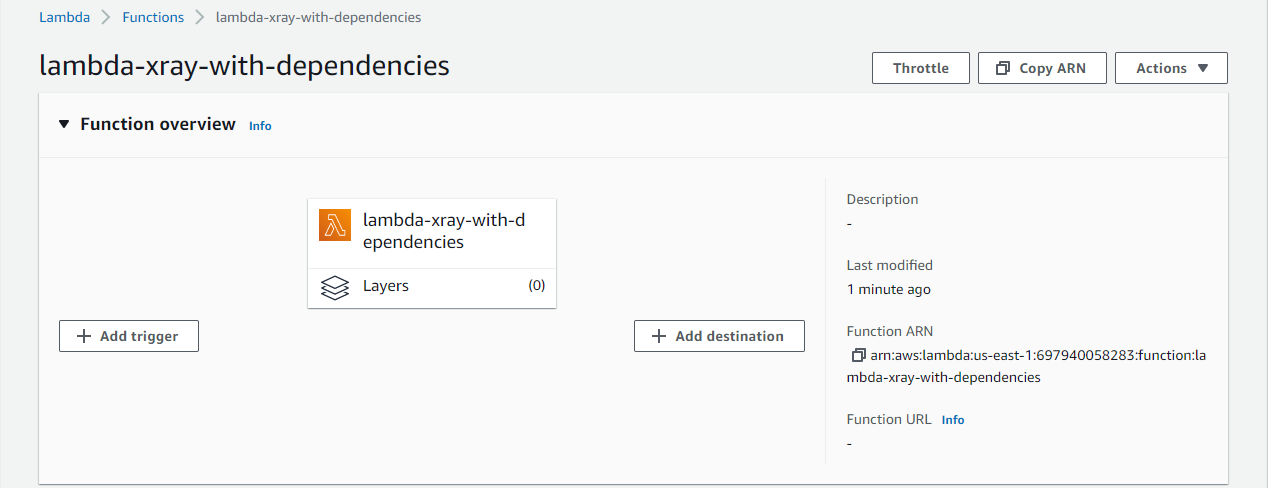 Lambda > Functions > lambda-xray-with-dependencies
lambda-xray-with-dependencies
Throttle Copy ARN Actions
Function overview Info
lambda-xray-with-d
ependencies
Layers (0)
Add trigger
Add destination
Description
-
Last modified
1 minute ago
Function ARN
arn:aws:lambda:us-east-1:697940058283:function:la
mbda-xray-with-dependencies
Function URL Info
-